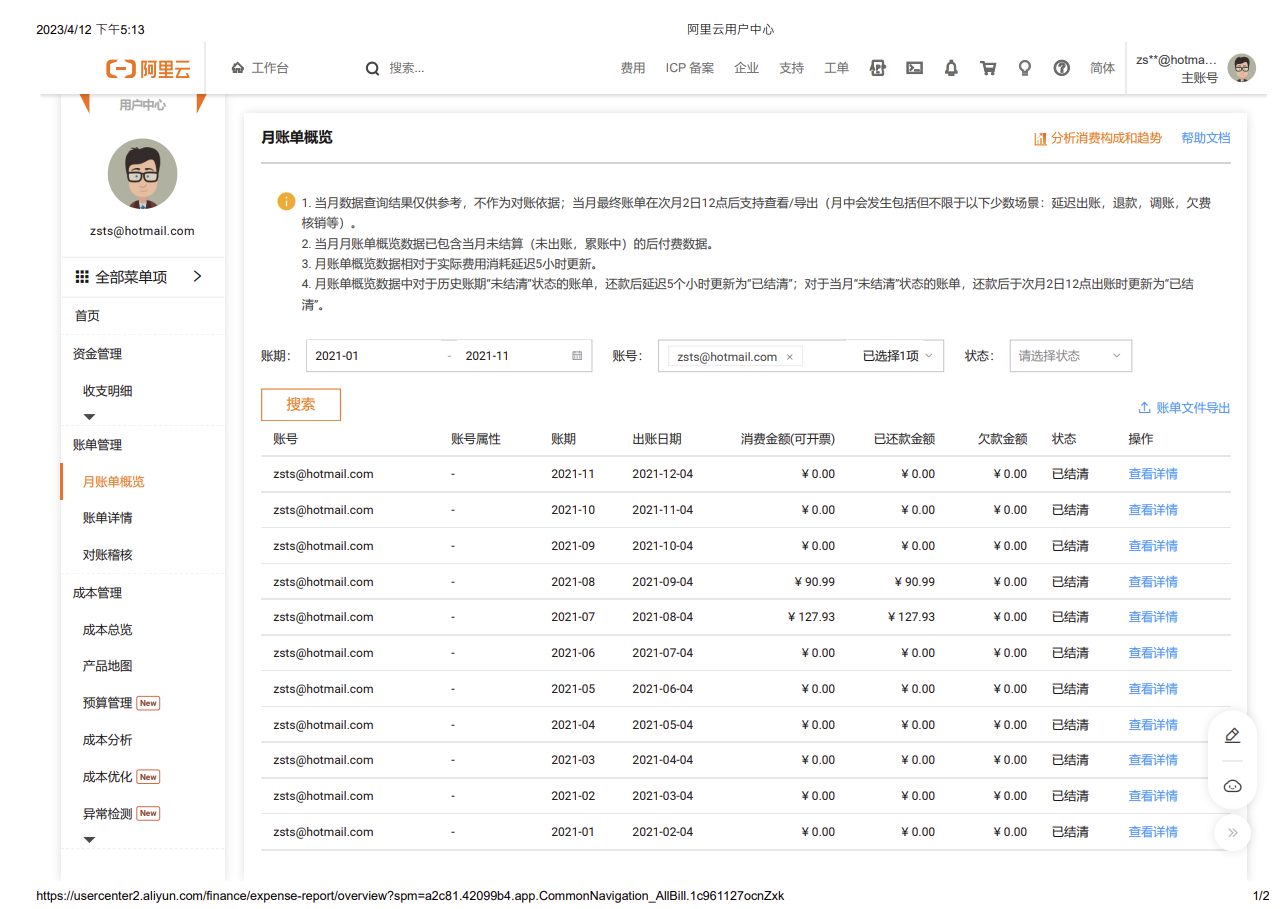 2023/4/12 下午5:13
阿里云用户中心
阿里云
工作台
搜索...
费用
ICP 备案
企业
支持
工单
简体
zs**@hotma...
主账号
用户中心
zsts@hotmail.com
全部菜单项
首页
资金管理
收支明细
账单管理
月账单概览
账单详情
对账稽核
成本管理
成本总览
产品地图
预算管理 New
成本分析
成本优化 New
异常检测 New
月账单概览
分析消费构成和趋势 帮助文档
1. 当月数据查询结果仅供参考，不作为对账依据；当月最终账单在次月2日12点后支持查看/导出（月中会发生包括但不限于以下少数场景：延迟出账，退款，调账，欠费
核销等）。
2. 当月月账单概览数据已包含当月未结算（未出账，累账中）的后付费数据。
3. 月账单概览数据相对于实际费用消耗延迟5小时更新。
4. 月账单概览数据中对于历史账期“未结清”状态的账单，还款后延迟5个小时更新为“已结清”；对于当月“未结清”状态的账单，还款后于次月2日12点出账时更新为“已结
清”。
账期： 2021-01 - 2021-11 账号： zsts@hotmail.com × 已选择1项 状态： 请选择状态
搜索
账单文件导出
账号 账号属性 账期 出账日期 消费金额(可开票) 已还款金额 欠款金额 状态 操作
zsts@hotmail.com - 2021-11 2021-12-04 ¥ 0.00 ¥ 0.00 ¥ 0.00 已结清 查看详情
zsts@hotmail.com - 2021-10 2021-11-04 ¥ 0.00 ¥ 0.00 ¥ 0.00 已结清 查看详情
zsts@hotmail.com - 2021-09 2021-10-04 ¥ 0.00 ¥ 0.00 ¥ 0.00 已结清 查看详情
zsts@hotmail.com - 2021-08 2021-09-04 ¥ 90.99 ¥ 90.99 ¥ 0.00 已结清 查看详情
zsts@hotmail.com - 2021-07 2021-08-04 ¥ 127.93 ¥ 127.93 ¥ 0.00 已结清 查看详情
zsts@hotmail.com - 2021-06 2021-07-04 ¥ 0.00 ¥ 0.00 ¥ 0.00 已结清 查看详情
zsts@hotmail.com - 2021-05 2021-06-04 ¥ 0.00 ¥ 0.00 ¥ 0.00 已结清 查看详情
zsts@hotmail.com - 2021-04 2021-05-04 ¥ 0.00 ¥ 0.00 ¥ 0.00 已结清 查看详情
zsts@hotmail.com - 2021-03 2021-04-04 ¥ 0.00 ¥ 0.00 ¥ 0.00 已结清 查看详情
zsts@hotmail.com - 2021-02 2021-03-04 ¥ 0.00 ¥ 0.00 ¥ 0.00 已结清 查看详情
zsts@hotmail.com - 2021-01 2021-02-04 ¥ 0.00 ¥ 0.00 ¥ 0.00 已结清 查看详情
https://usercenter2.aliyun.com/finance/expense-report/overview?spm=a2c81.42099b4.app.CommonNavigation_AllBill.1c961127ocnZxk
1/2